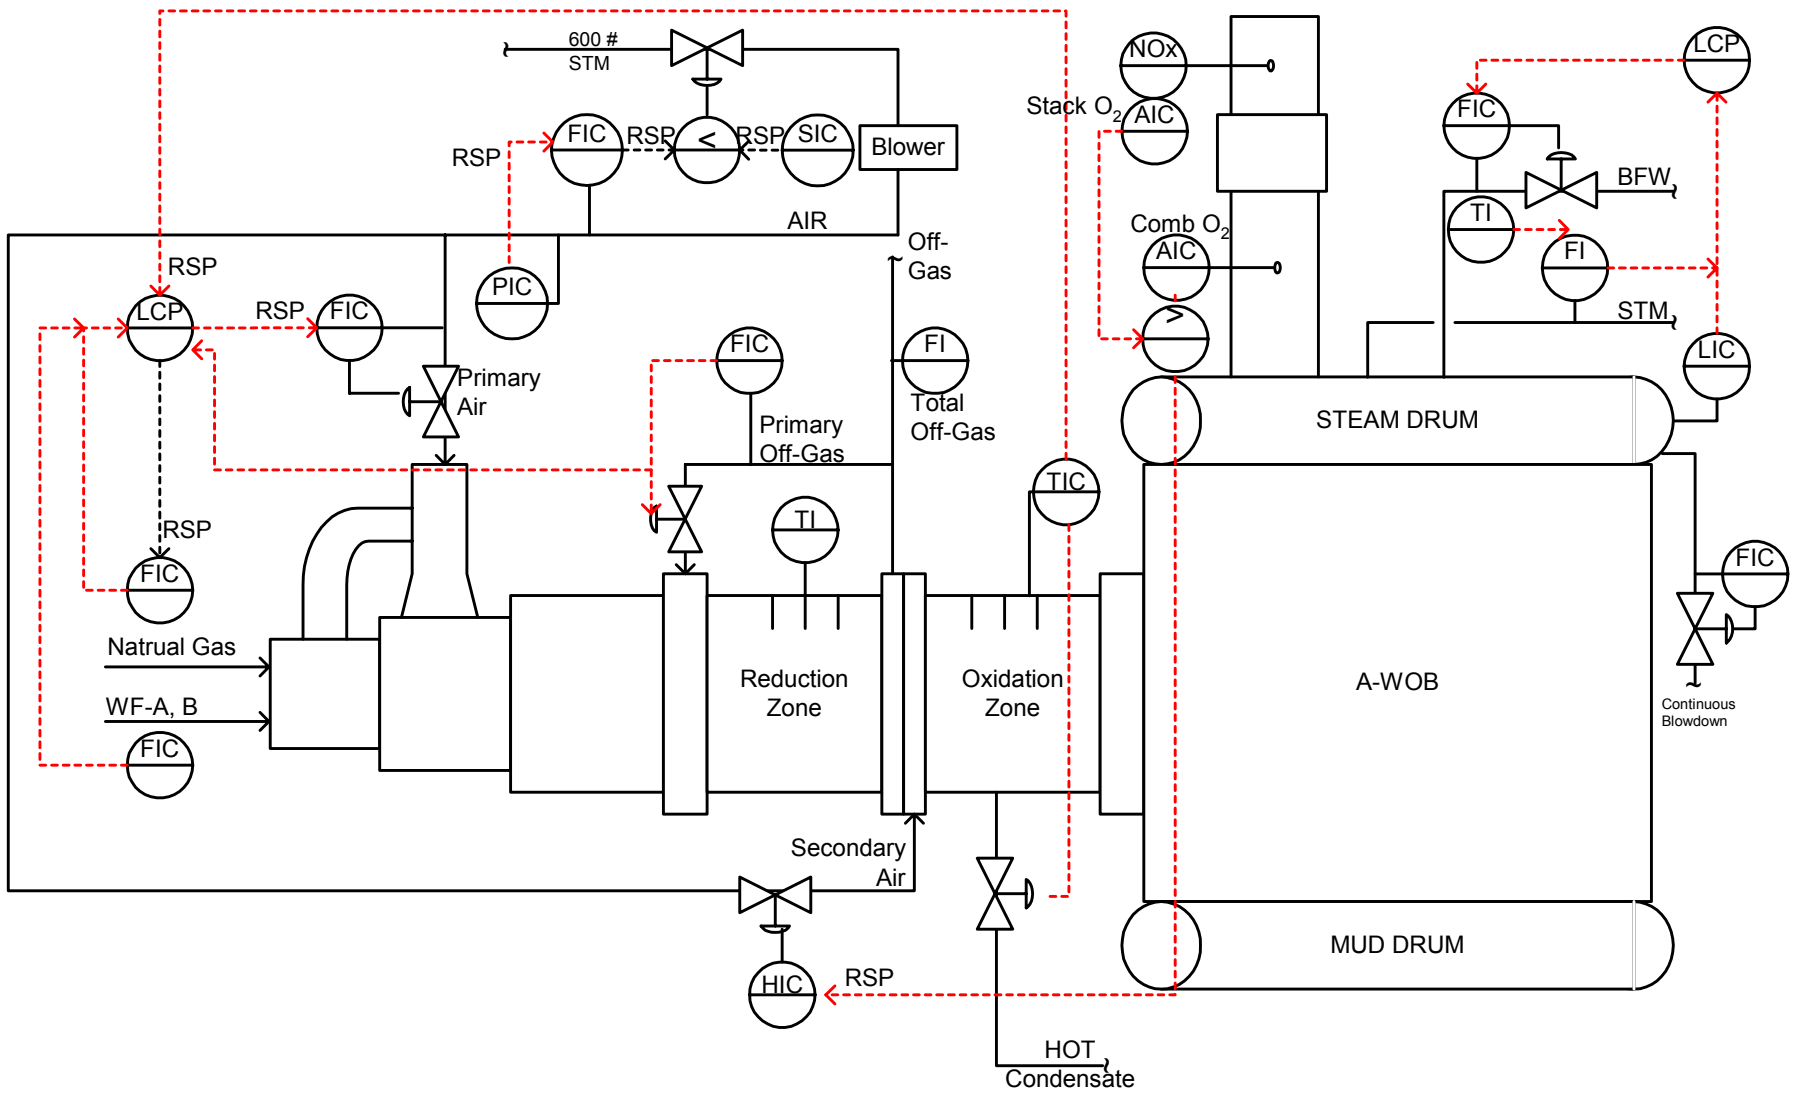 600 #
STM
NOx
LCP
Stack O2
AIC
FIC
FIC
RSP
<
RSP
SIC
Blower
RSP
BFW
TI
AIR
Comb O2
Off-
Gas
AIC
FI
RSP
PIC
LCP
RSP
FIC
>
STM
FIC
FI
LIC
Primary
Air
Total
Off-Gas
Primary
Off-Gas
STEAM DRUM
TIC
TI
RSP
FIC
FIC
Natrual Gas
Reduction
Zone
Oxidation
Zone
A-WOB
WF-A, B
Continuous
Blowdown
FIC
Secondary
Air
MUD DRUM
HIC
RSP
HOT
Condensate